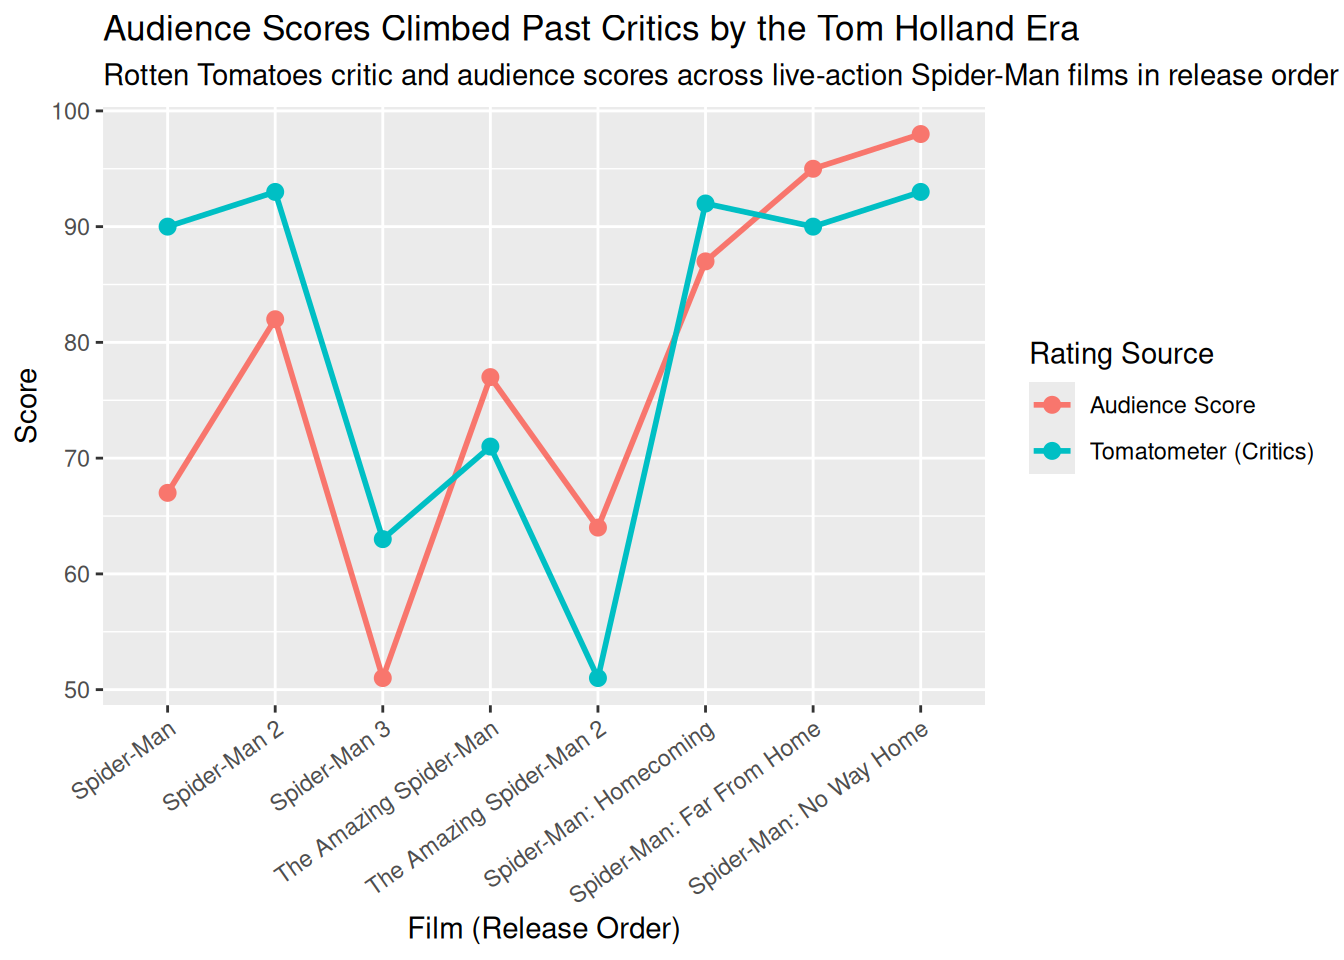 Audience Scores Climbed Past Critics by the Tom Holland Era
Rotten Tomatoes critic and audience scores across live-action Spider-Man films in release order
100
90
80
70
60
50
Score
Spider-Man
Spider-Man 2
Spider-Man 3
The Amazing Spider-Man
The Amazing Spider-Man 2
Spider-Man: Homecoming
Spider-Man: Far From Home
Spider-Man: No Way Home
Film (Release Order)
Rating Source
Audience Score
Tomatometer (Critics)